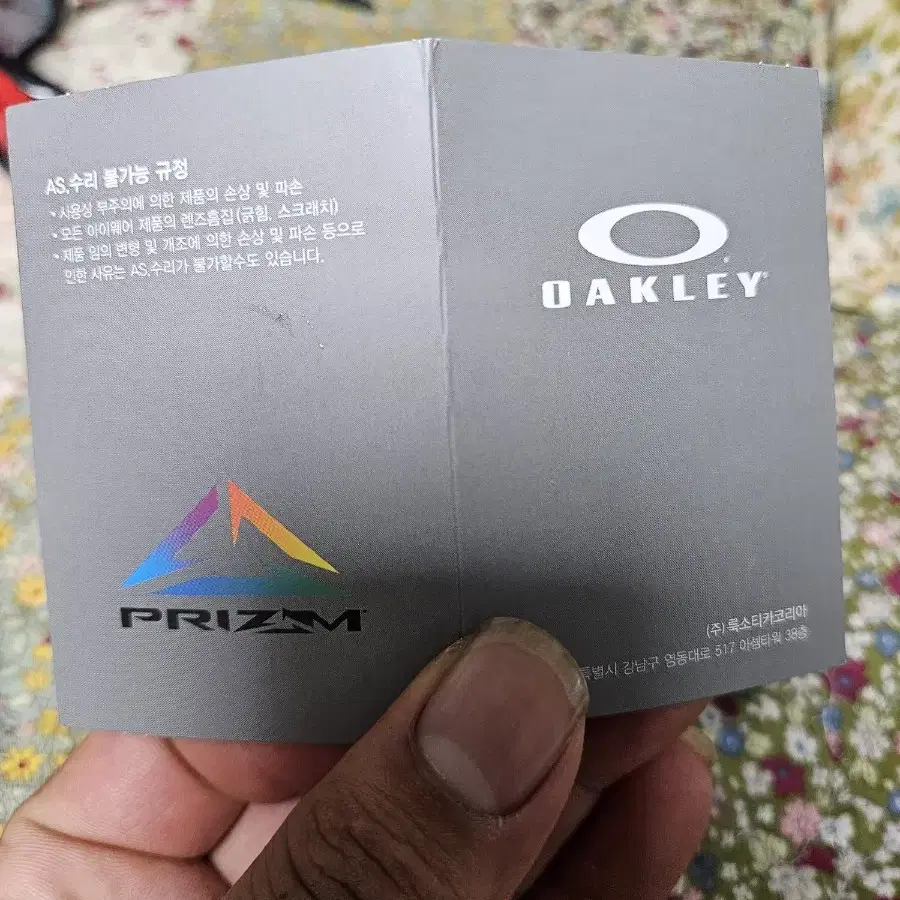 AS.수리 불가능 규정
• 사용상 부주의에 의한 제품의 손상 및 파손
• 모든 아이웨어 제품의 렌즈흠집(긁힘, 스크래치)
• 제품 임의 변형 및 개조에 의한 손상 및 파손 등으로
인한 사유는 AS.수리가 불가할수도 있습니다.
PRIZM™
OAKLEY®
(주) 룩소티카코리아
특별시 강남구 영동대로 517 아셈타워 38층